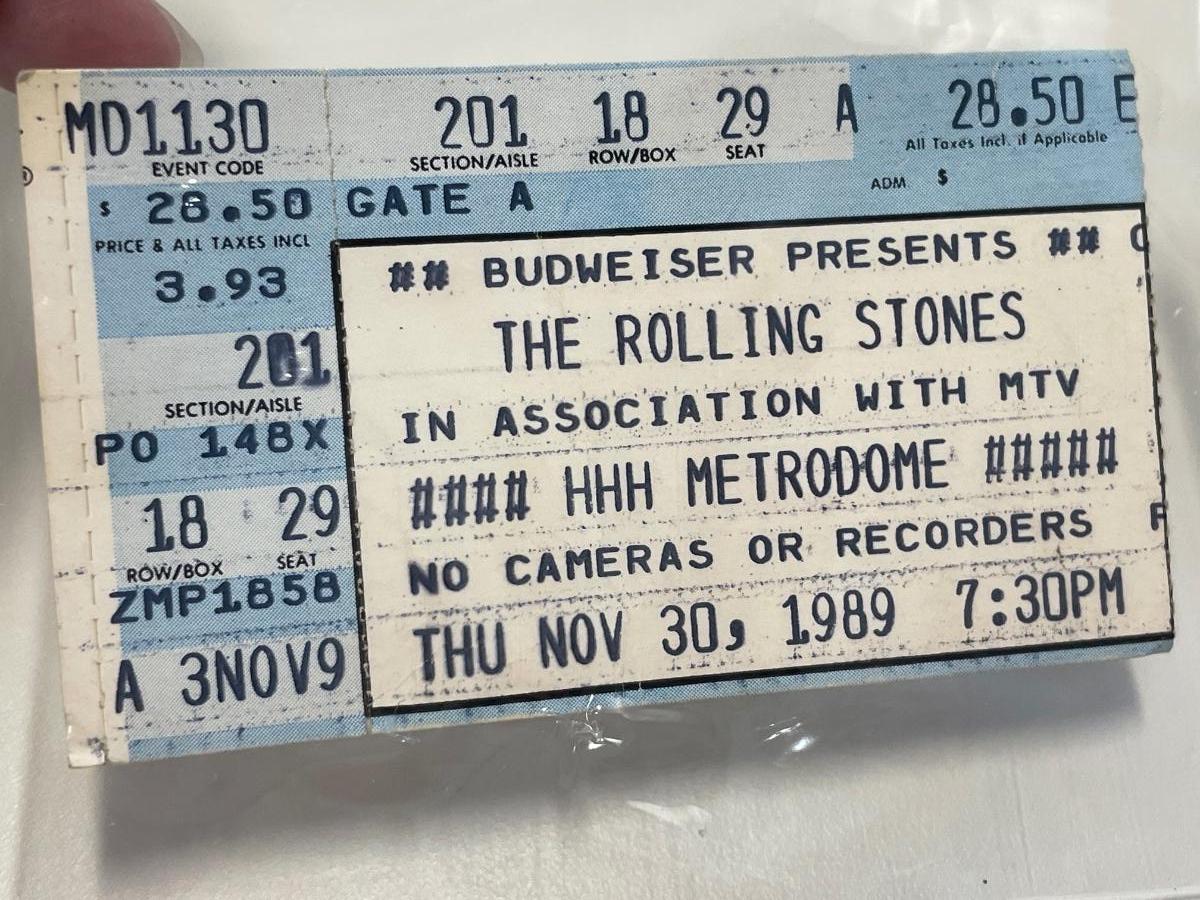 MD1130 201 18 29 A 28.50 E
EVENT CODE SECTION/AISLE ROW/BOX SEAT All Taxes Incl. if Applicable
$ 28.50 GATE A ADM $
PRICE & ALL TAXES INCL
3.93
201
SECTION/AISLE
PO 148X
18 29
ROW/BOX SEAT
ZMP1858
A 3NOV9
## BUDWEISER PRESENTS ##
THE ROLLING STONES
IN ASSOCIATION WITH MTV
#### HHH METRODOME #####
NO CAMERAS OR RECORDERS
THU NOV 30, 1989 7:30PM